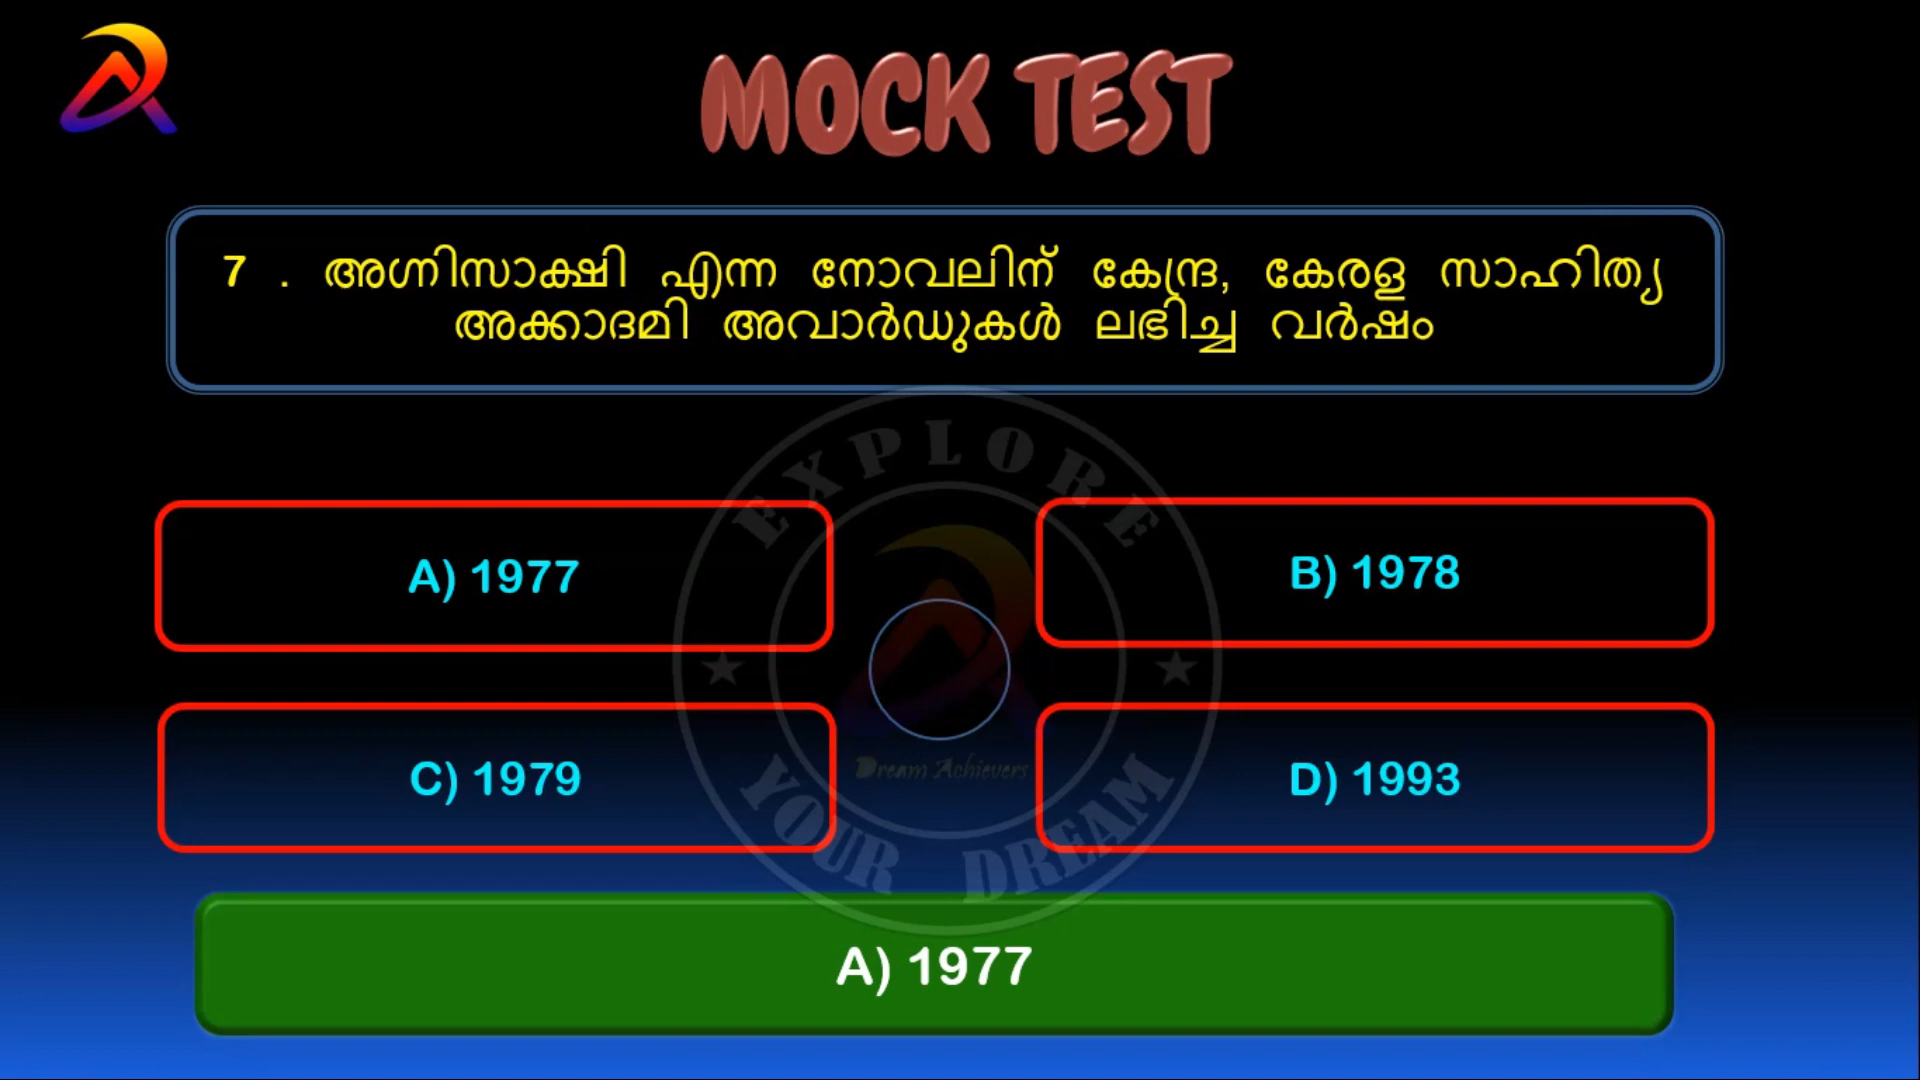 MOCK TEST
7 . അഗ്നിസാക്ഷി എന്ന നോവലിന് കേന്ദ്ര, കേരള സാഹിത്യ
അക്കാദമി അവാർഡുകൾ ലഭിച്ച വർഷം
EXPLORE
A) 1977
B) 1978
C) 1979
D) 1993
Dream Achievers
YOUR DREAM
A) 1977